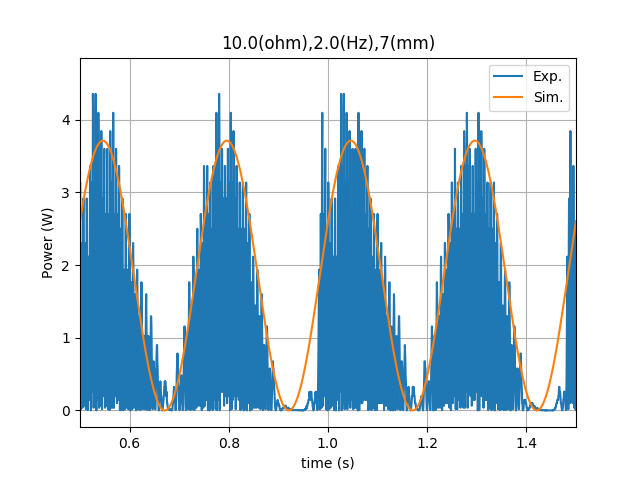 10.0(ohm),2.0(Hz),7(mm)
Exp.
Sim.
Power (W)
4
3
2
1
0
0.6 0.8 1.0 1.2 1.4
time (s)